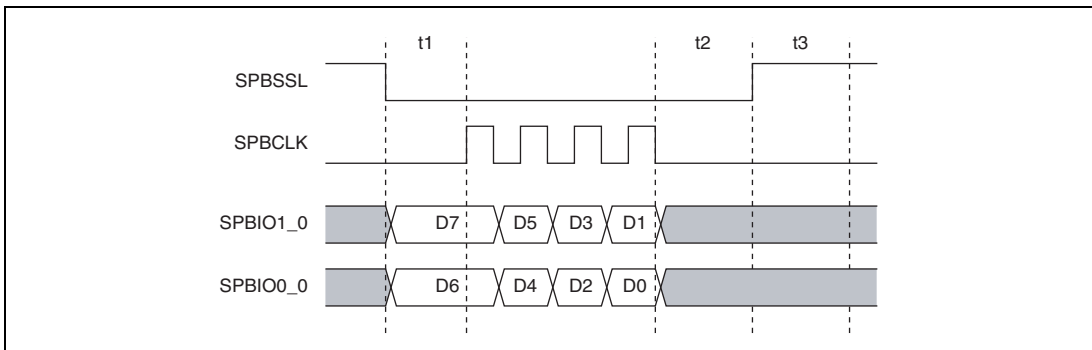 t1 t2 t3
SPBSSL
SPBCLK
SPBIO1_0 D7 D5 D3 D1
SPBIO0_0 D6 D4 D2 D0